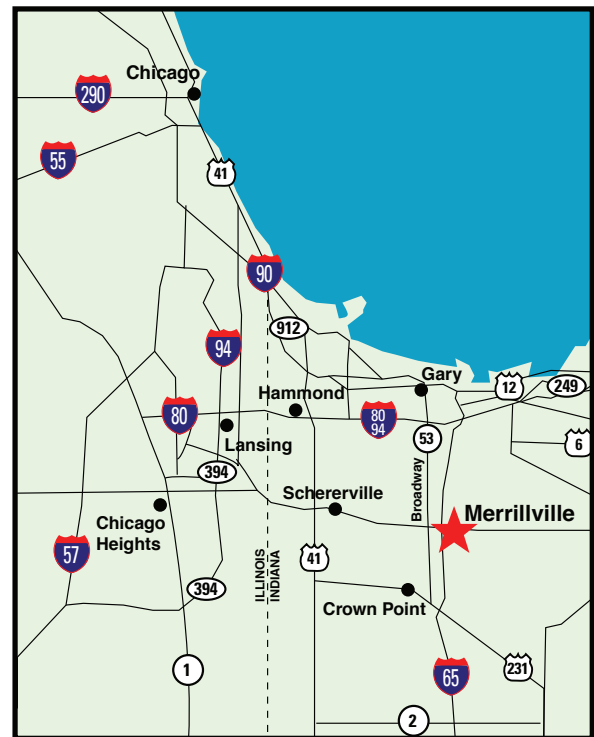 Chicago
290
55
41
90
912
94
Gary
12
249
Hammond
80
80
94
53
6
Lansing
394
Broadway
Schererville
Merrillville
Chicago
Heights
57
41
ILLINOIS
INDIANA
394
Crown Point
1
65
231
2